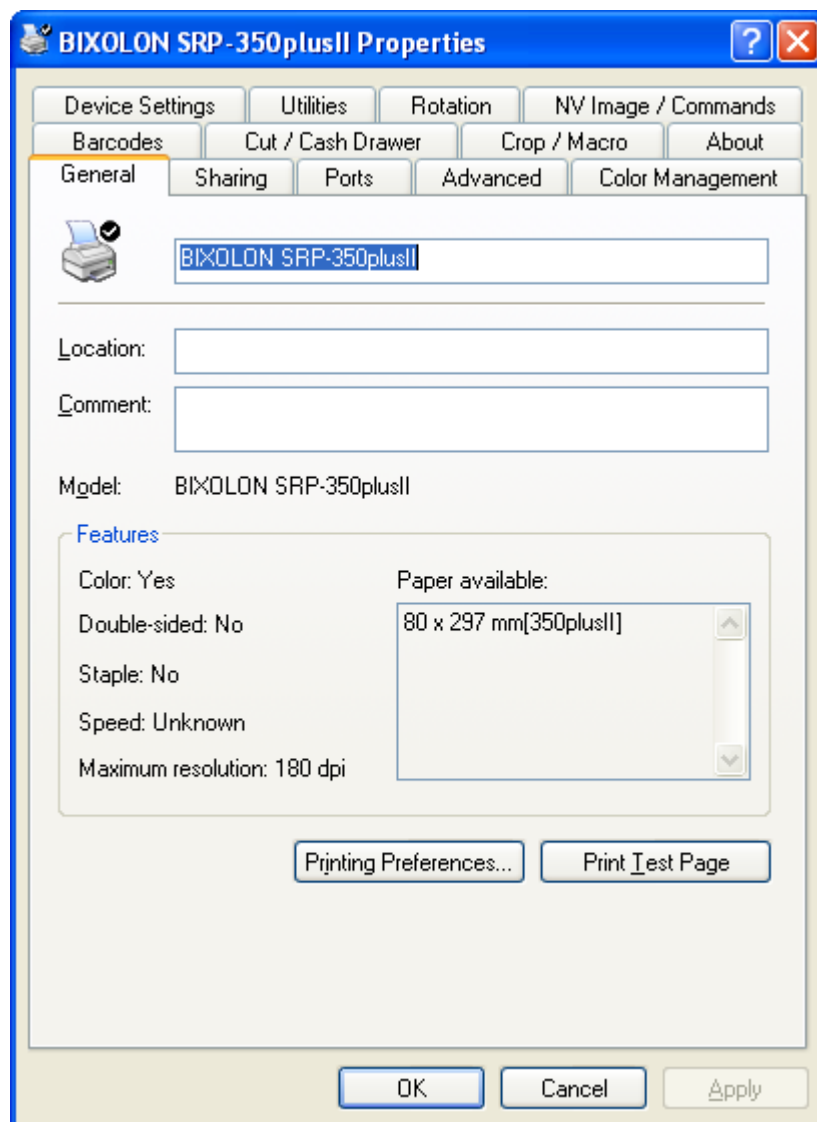 BIXOLON SRP-350plusII Properties
Device Settings Utilities Rotation NV Image / Commands
Barcodes Cut / Cash Drawer Crop / Macro About
General Sharing Ports Advanced Color Management
BIXOLON SRP-350plusII
Location:
Comment:
Model: BIXOLON SRP-350plusII
Features
Color: Yes Paper available:
Double-sided: No 80 x 297 mm[350plusII]
Staple: No
Speed: Unknown
Maximum resolution: 180 dpi
Printing Preferences... Print Test Page
OK Cancel Apply